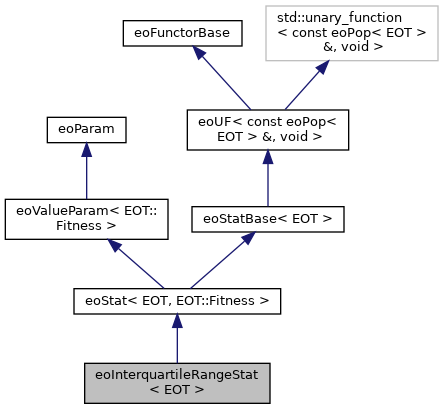 eoFunctorBase
std::unary_function
< const eoPop< EOT >
&, void >
eoUF< const eoPop<
EOT > &, void >
eoParam
eoValueParam< EOT::
Fitness >
eoStatBase< EOT >
eoStat< EOT, EOT::Fitness >
eoInterquartileRangeStat
< EOT >